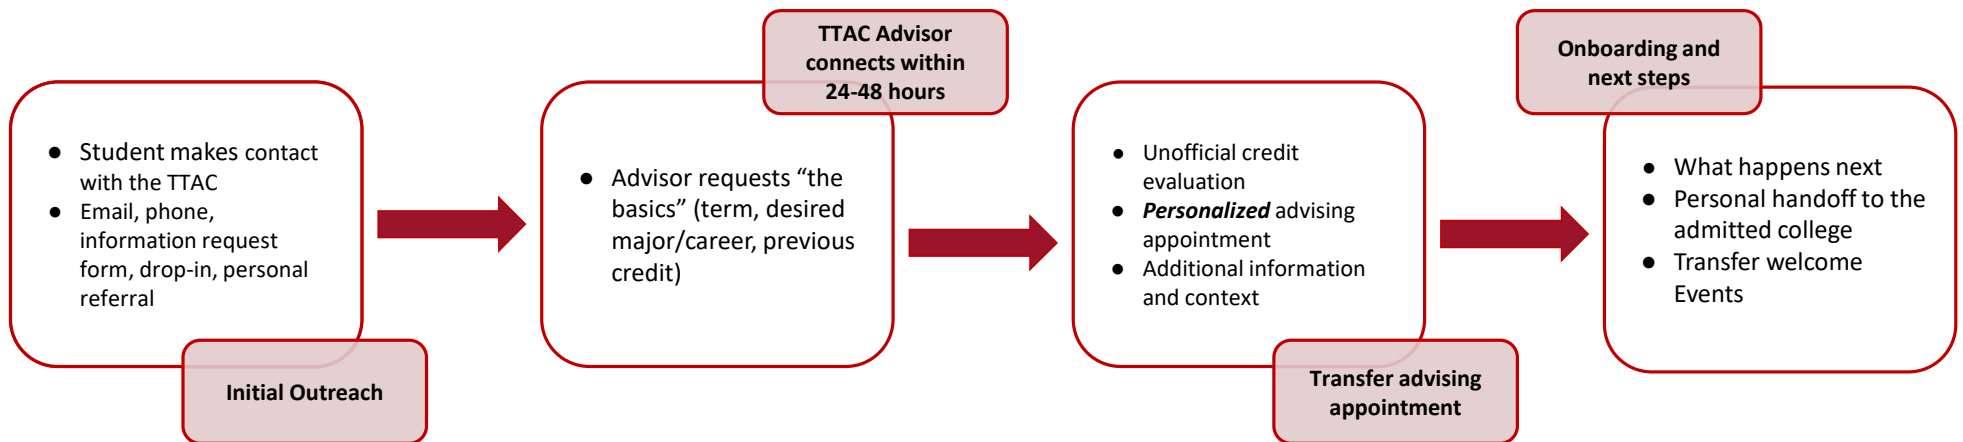 ● Student makes contact
with the TTAC
● Email, phone,
information request
form, drop-in, personal
referral
Initial Outreach
TTAC Advisor
connects within
24-48 hours
● Advisor requests “the
basics” (term, desired
major/career, previous
credit)
● Unofficial credit
evaluation
● Personalized advising
appointment
● Additional information
and context
Transfer advising
appointment
Onboarding and
next steps
● What happens next
● Personal handoff to the
admitted college
● Transfer welcome
Events